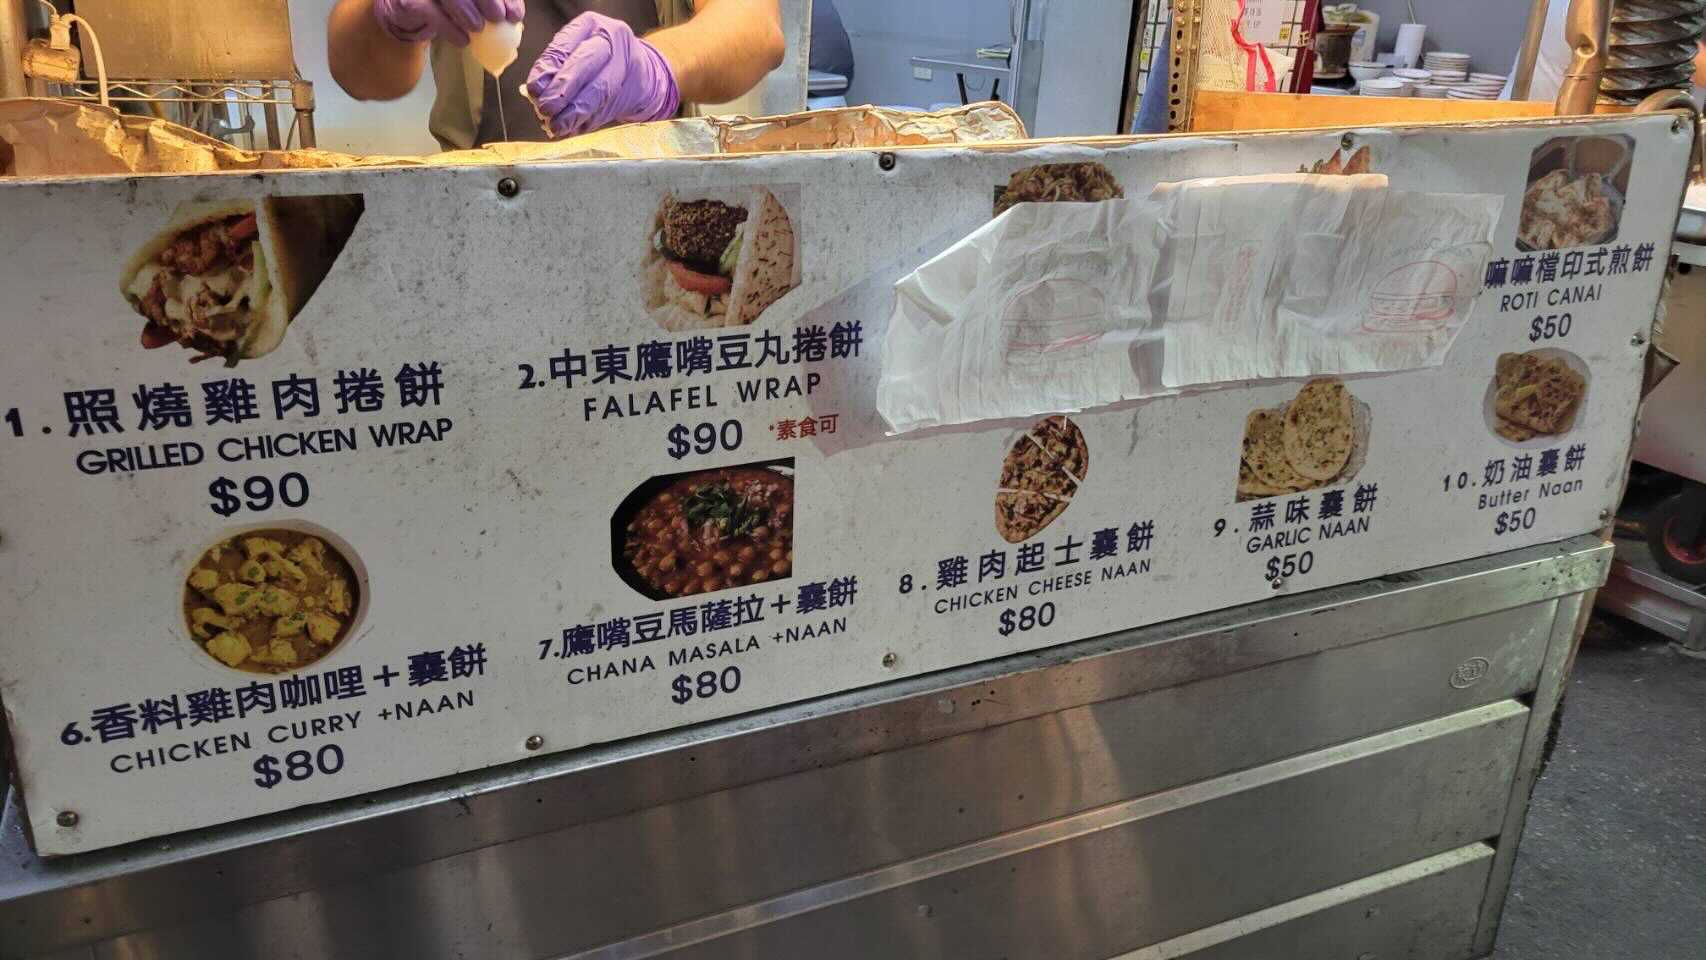 1.照燒雞肉捲餅
GRILLED CHICKEN WRAP
$90
2.中東鷹嘴豆丸捲餅
FALAFEL WRAP
$90 *素食可
嘛嘛檔印式煎餅
ROTI CANAI
$50
6.香料雞肉咖哩+囊餅
CHICKEN CURRY +NAAN
$80
7.鷹嘴豆馬薩拉+囊餅
CHANA MASALA +NAAN
$80
8.雞肉起士囊餅
CHICKEN CHEESE NAAN
$80
9.蒜味囊餅
GARLIC NAAN
$50
10.奶油囊餅
Butter Naan
$50